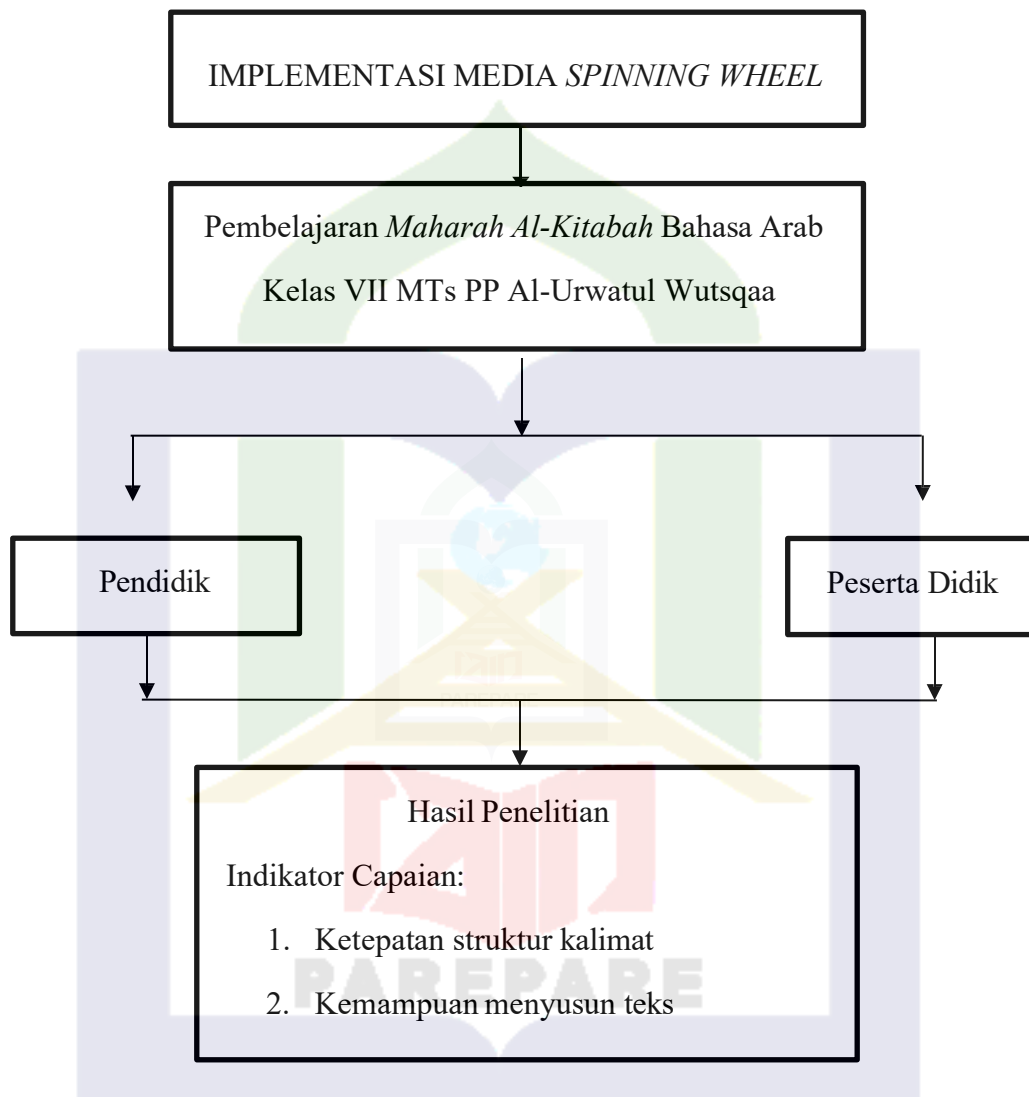 IMPLEMENTASI MEDIA SPINNING WHEEL
Pembelajaran Maharah Al-Kitabah Bahasa Arab
Kelas VII MTs PP Al-Urwatul Wutsqaa
Pendidik
Peserta Didik
PAREPARE
Hasil Penelitian
Indikator Capaian:
1. Ketepatan struktur kalimat
2. Kemampuan menyusun teks
PAREPARE